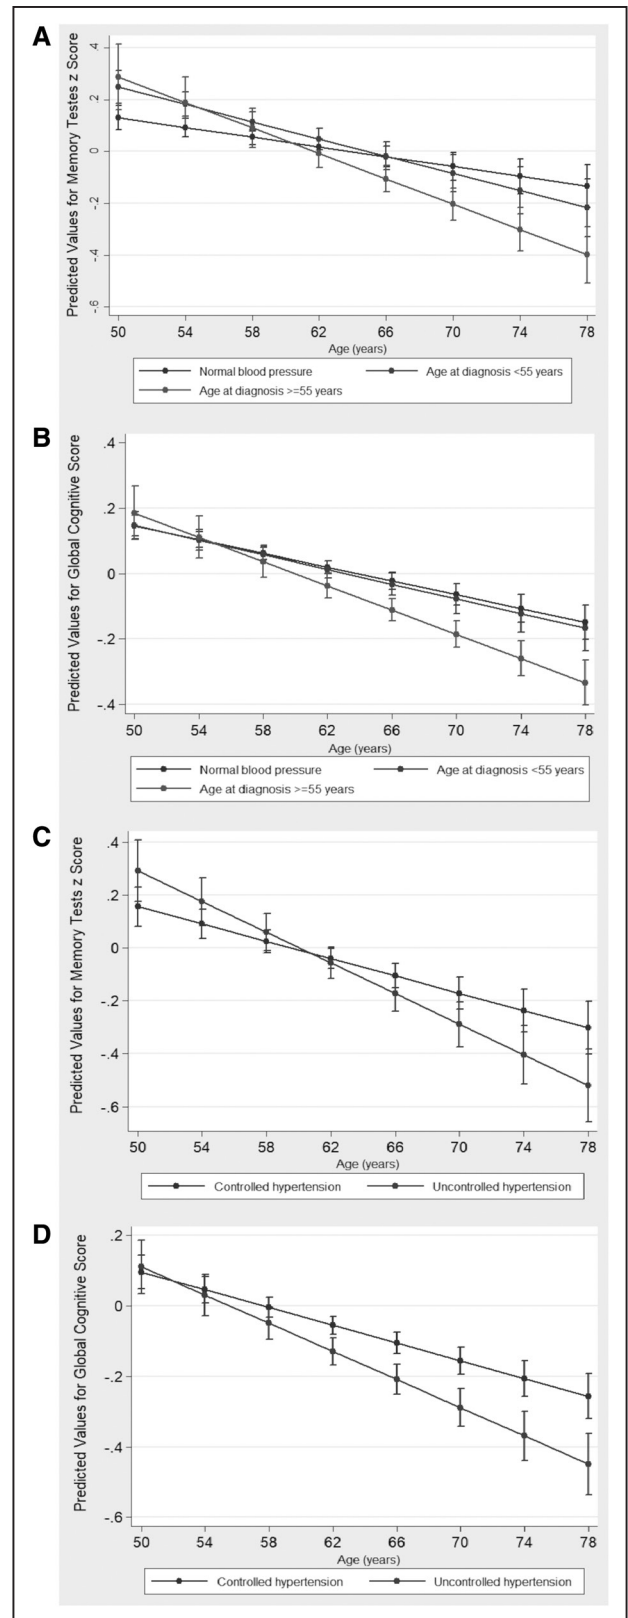 A
Predicted Values for Memory Testes z Score
.4
.2
0
-.2
-.4
-.6
50 54 58 62 66 70 74 78
Age (years)
Normal blood pressure Age at diagnosis <55 years
Age at diagnosis >=55 years
B
Predicted Values for Global Cognitive Score
.4
.2
0
-.2
-.4
50 54 58 62 66 70 74 78
Age (years)
Normal blood pressure Age at diagnosis <55 years
Age at diagnosis >=55 years
C
Predicted Values for Memory Tests z Score
.4
.2
0
-.2
-.4
-.6
50 54 58 62 66 70 74 78
Age (years)
Controlled hypertension Uncontrolled hypertension
D
Predicted Values for Global Cognitive Score
.2
0
-.2
-.4
-.6
50 54 58 62 66 70 74 78
Age (years)
Controlled hypertension Uncontrolled hypertension